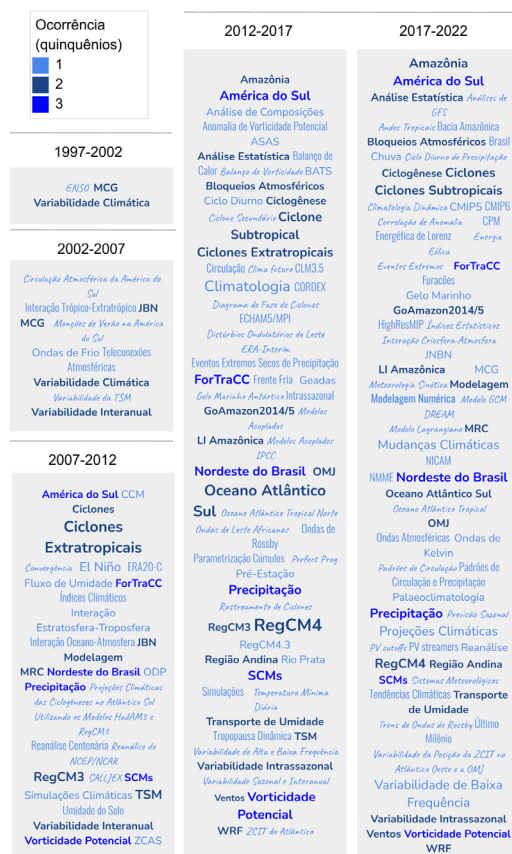 Ocorrência
(quinquênios)
1
2
3
1997-2002
ENSO MCG
Variabilidade Climática
2002-2007
Circulação Atmosférica da América do
Sul
Interação Trópico-Extratrópico JBN
MCG Monções de Verão na América
do Sul
Ondas de Frio Teleconexões
Atmosféricas
Variabilidade Climática
Variabilidade da TSM
Variabilidade Interanual
2007-2012
América do Sul CCM
Ciclones
Ciclones
Extratropicais
Convergência El Niño ERA20-C
Fluxo de Umidade ForTraCC
Índices Climáticos
Interação
Estratosfera-Troposfera
Interação Oceano-Atmosfera JBN
Modelagem
MRC Nordeste do Brasil ODP
Precipitação Projeções Climáticas
das Ciclogêneses no Atlântico Sul
Utilizando os Modelos HadAM3 e
RegCM3
Reanálise Centenária Reanálise do
NCEP/NCAR
RegCM3 SALLJEX SCMs
Simulações Climáticas TSM
Umidade do Solo
Variabilidade Interanual
Vorticidade Potencial ZCAS
2012-2017
Amazônia
América do Sul
Análise de Composições
Anomalia de Vorticidade Potencial
ASAS
Análise Estatística Balanço de
Calor Balanço de Vorticidade BATS
Bloqueios Atmosféricos
Ciclo Diurno Ciclogênese
Ciclone Secundário Ciclone
Subtropical
Ciclones Extratropicais
Circulação Clima futuro CLM3.5
Climatologia CORDEX
Diagrama de Fase de Ciclones
ECHAM5/MPI
Distúrbios Ondulatórios de Leste
ERA-Interim
Eventos Extremos Secos de Precipitação
ForTraCC Frente Fria Geadas
Gelo Marinho Antártico Intrassazonal
GoAmazon2014/5 Modelos
Acoplados
LI Amazônica Modelos Acoplados
IPCC
Nordeste do Brasil OMJ
Oceano Atlântico
Sul Oceano Atlântico Tropical Norte
Ondas de Leste Africanas Ondas de
Rossby
Parametrização Cúmulos Perfect Prog
Pré-Estação
Precipitação
Rastreamento de Ciclones
RegCM3 RegCM4
RegCM4.3
Região Andina Rio Prata
SCMs
Simulações Temperatura Mínima
Diária
Transporte de Umidade
Tropopausa Dinâmica TSM
Variabilidade de Alta e Baixa Frequência
Variabilidade Intrassazonal
Variabilidade Sazonal e Interanual
Ventos Vorticidade
Potencial
WRF ZCIT do Atlântico
2017-2022
Amazônia
América do Sul
Análise Estatística Análises de
GFS
Andes Tropicais Bacia Amazônica
Bloqueios Atmosféricos Brasil
Chuva Ciclo Diurno de Precipitação
Ciclogênese Ciclones
Ciclones Subtropicais
Climatologia Dinâmica CMIP5 CMIP6
Correlação de Anomalia CPM
Energética de Lorenz Energia
Eólica
Eventos Extremos ForTraCC
Furacões
Gelo Marinho
GoAmazon2014/5
HighResMIP Índices Estatísticos
Interação Criosfera-Atmosfera
JNBN
LI Amazônica MCG
Meteorologia Sinótica Modelagem
Modelagem Numérica Modelo GCM
DREAM
Modelo Lagrangiano MRC
Mudanças Climáticas
NICAM
NMME Nordeste do Brasil
Oceano Atlântico Sul
Oceano Atlântico Tropical
OMJ
Ondas Atmosféricas Ondas de
Kelvin
Padrões de Circulação Padrões de
Circulação e Precipitação
Palaeoclimatologia
Precipitação Previsão Sazonal
Projeções Climáticas
PV cutoffs PV streamers Reanálise
RegCM4 Região Andina
SCMs Sistemas Meteorológicos
Tendências Climáticas Transporte
de Umidade
Trens de Ondas de Rossby Último
Milênio
Variabilidade da Posição da ZCIT no
Atlântico Oeste e a OMJ
Variabilidade de Baixa
Frequência
Variabilidade Intrassazonal
Ventos Vorticidade Potencial
WRF